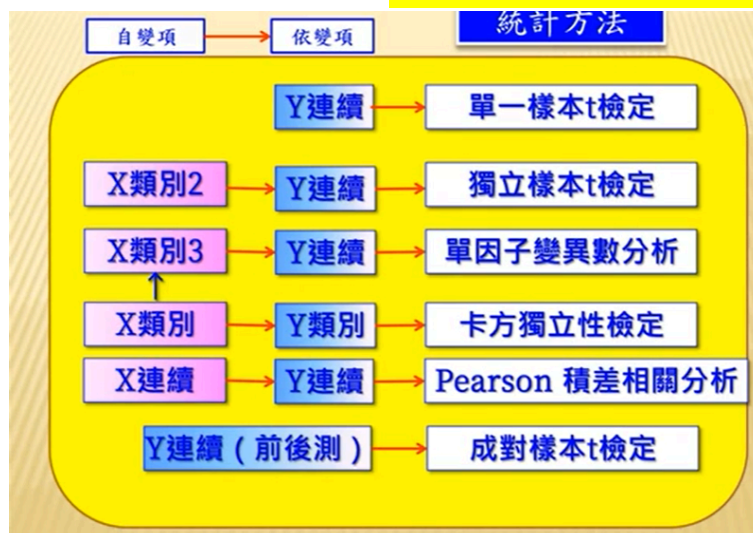 自變項 依變項 統計方法
Y連續 單一樣本t檢定
X類別2 Y連續 獨立樣本t檢定
X類別3 Y連續 單因子變異數分析
X類別 Y類別 卡方獨立性檢定
X連續 Y連續 Pearson 積差相關分析
Y連續（前後測） 成對樣本t檢定